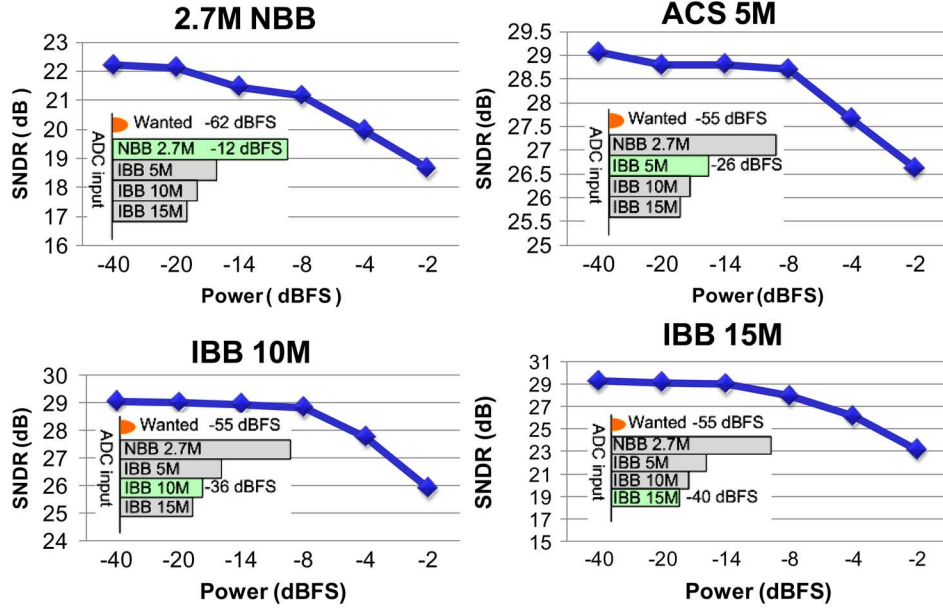 2.7M NBB
SNDR ( dB)
23
22
21
20
19
18
17
16
Wanted -62 dBFS
ADC input
NBB 2.7M -12 dBFS
IBB 5M
IBB 10M
IBB 15M
-40 -20 -14 -8 -4 -2
Power ( dBFS )
ACS 5M
SNDR (dB)
29.5
29
28.5
28
27.5
27
26.5
26
25.5
25
Wanted -55 dBFS
ADC input
NBB 2.7M
IBB 5M -26 dBFS
IBB 10M
IBB 15M
-40 -20 -14 -8 -4 -2
Power (dBFS)
IBB 10M
SNDR (dB)
30
29
28
27
26
25
24
Wanted -55 dBFS
ADC input
NBB 2.7M
IBB 5M
IBB 10M -36 dBFS
IBB 15M
-40 -20 -14 -8 -4 -2
Power (dBFS)
IBB 15M
SNDR (dB)
31
29
27
25
23
21
19
17
15
Wanted -55 dBFS
ADC input
NBB 2.7M
IBB 5M
IBB 10M
IBB 15M -40 dBFS
-40 -20 -14 -8 -4 -2
Power (dBFS)